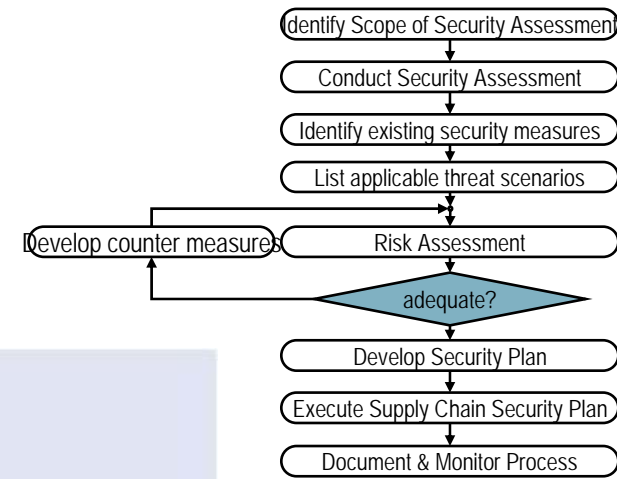 Identify Scope of Security Assessment
Conduct Security Assessment
Identify existing security measures
List applicable threat scenarios
Develop counter measures
Risk Assessment
adequate?
Develop Security Plan
Execute Supply Chain Security Plan
Document & Monitor Process